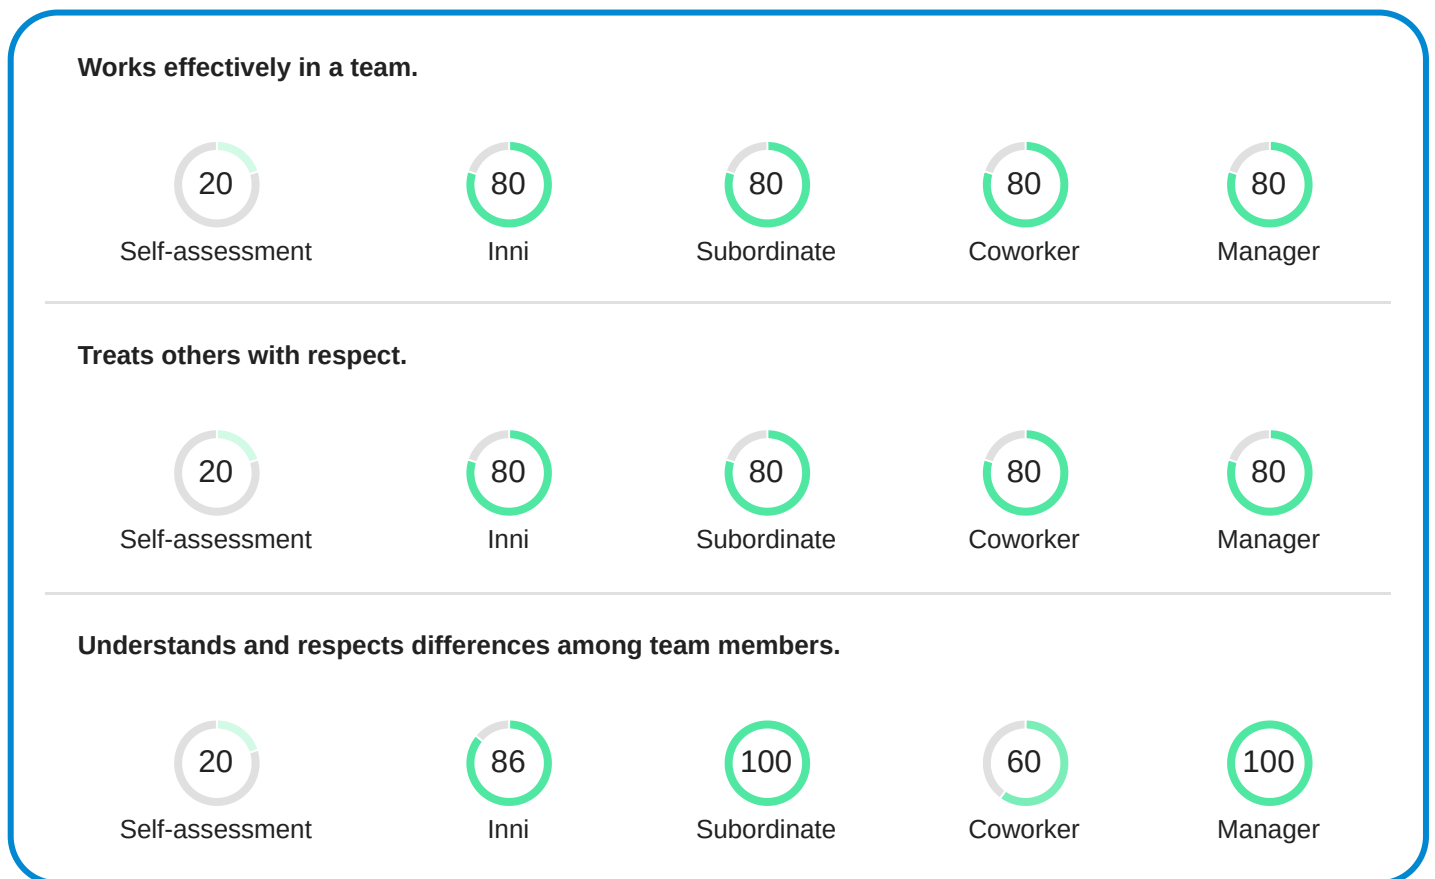 Works effectively in a team.
20 80 80 80 80
Self-assessment Inni Subordinate Coworker Manager
Treats others with respect.
20 80 80 80 80
Self-assessment Inni Subordinate Coworker Manager
Understands and respects differences among team members.
20 86 100 60 100
Self-assessment Inni Subordinate Coworker Manager